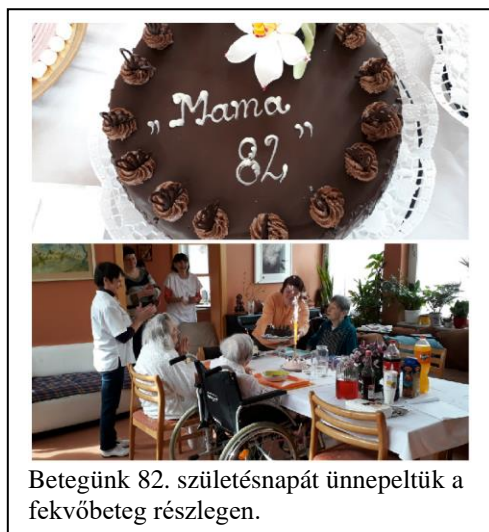 „Mama
82”
Betegünk 82. születésnapát ünnepeltük a
fekvőbeteg részlegen.